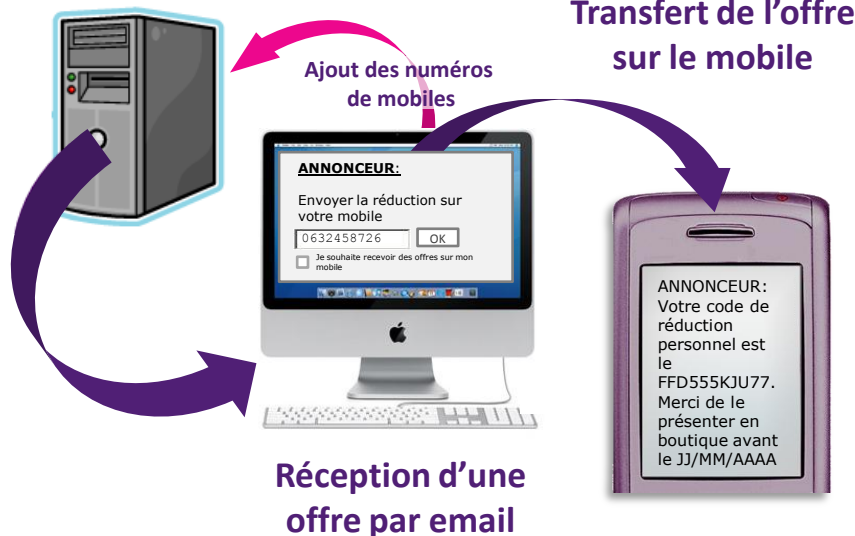 Transfert de l’offre
sur le mobile
Ajout des numéros
de mobiles
ANNONCEUR:
Envoyer la réduction sur
votre mobile
0632458726
OK
Je souhaite recevoir des offres sur mon
mobile
ANNONCEUR:
Votre code de
réduction
personnel est
le
FFD555KJU77.
Merci de le
présenter en
boutique avant
le JJ/MM/AAAA
Réception d’une
offre par email